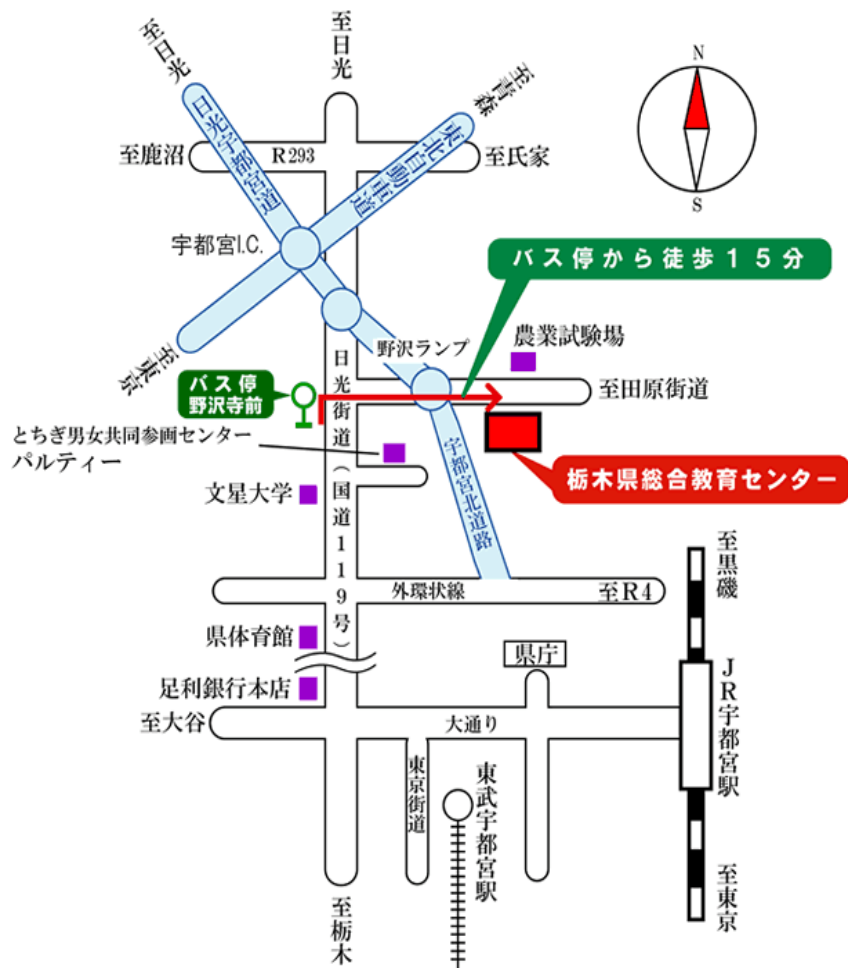 至日光
至日光
至青森
N
日光宇都宮道
東北自動車道
至鹿沼
R293
至氏家
S
宇都宮I.C.
バス停から徒歩15分
至東京
野沢ランプ
農業試験場
バス停
野沢寺前
日光街道(国道119号)
至田原街道
とちぎ男女共同参画センター
パルティー
宇都宮北道路
栃木県総合教育センター
文星大学
至黒磯
外環状線
至R4
県体育館
県庁
足利銀行本店
JR宇都宮駅
至大谷
大通り
東京街道
東武宇都宮駅
至東京
至栃木